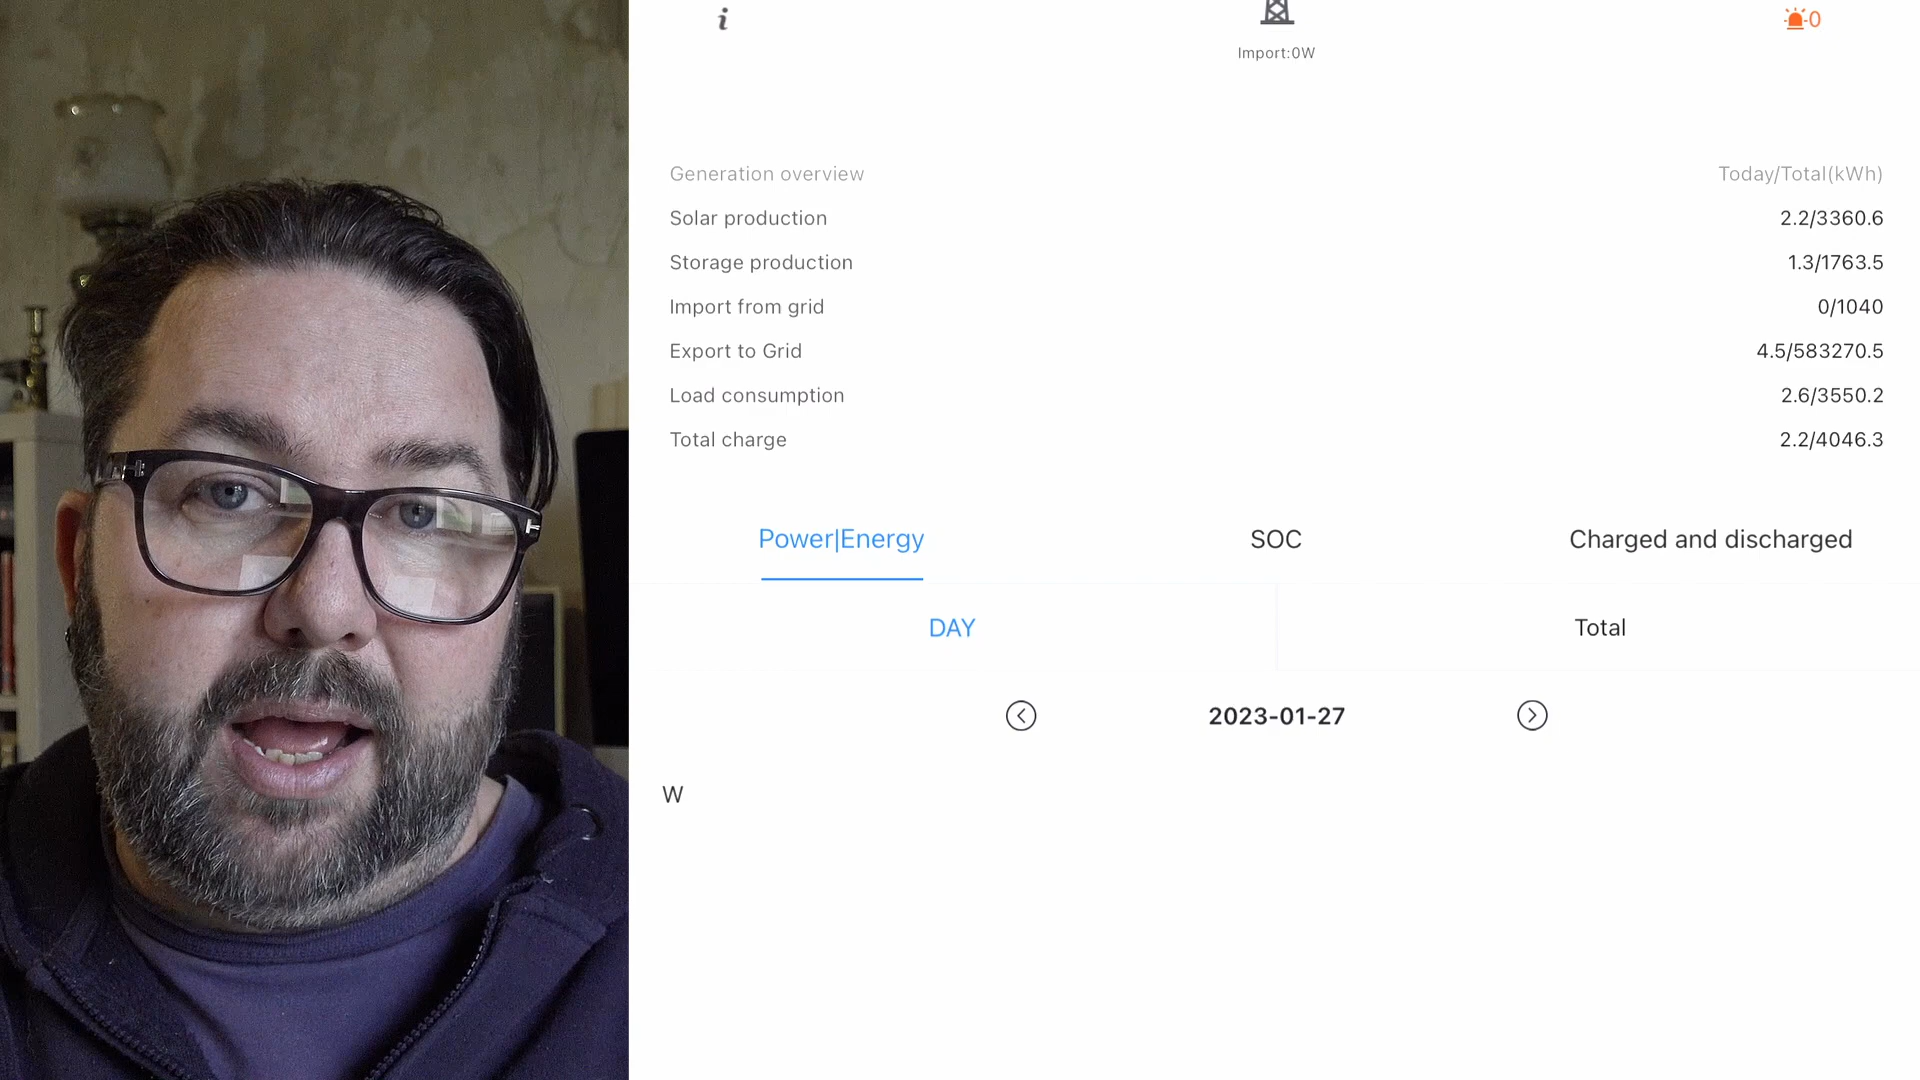 i
0
Import:0W
Generation overview Today/Total(kWh)
Solar production 2.2/3360.6
Storage production 1.3/1763.5
Import from grid 0/1040
Export to Grid 4.5/583270.5
Load consumption 2.6/3550.2
Total charge 2.2/4046.3
Power|Energy SOC Charged and discharged
DAY Total
2023-01-27
W